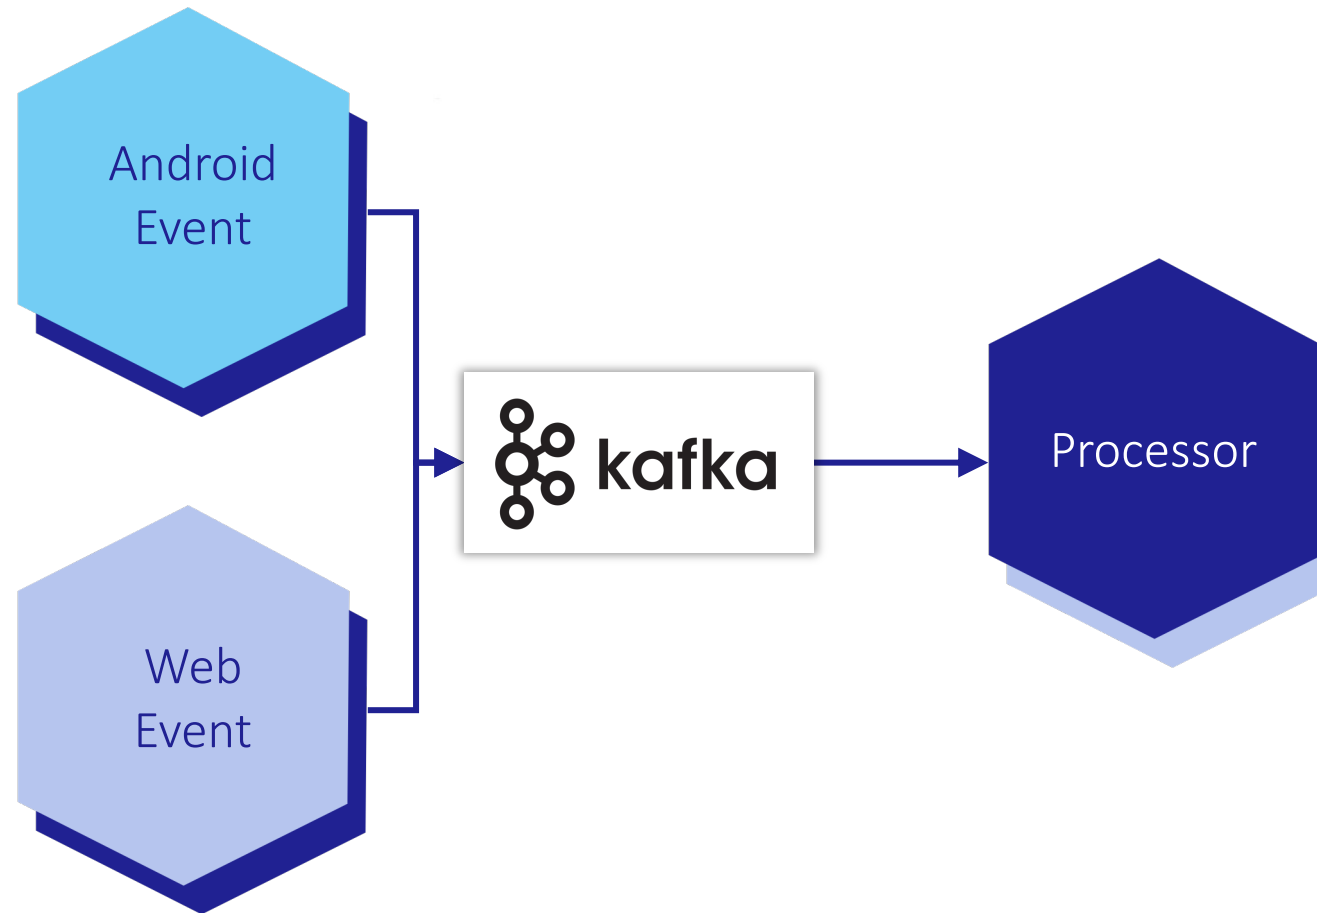 Android
Event
kafka
Processor
Web
Event